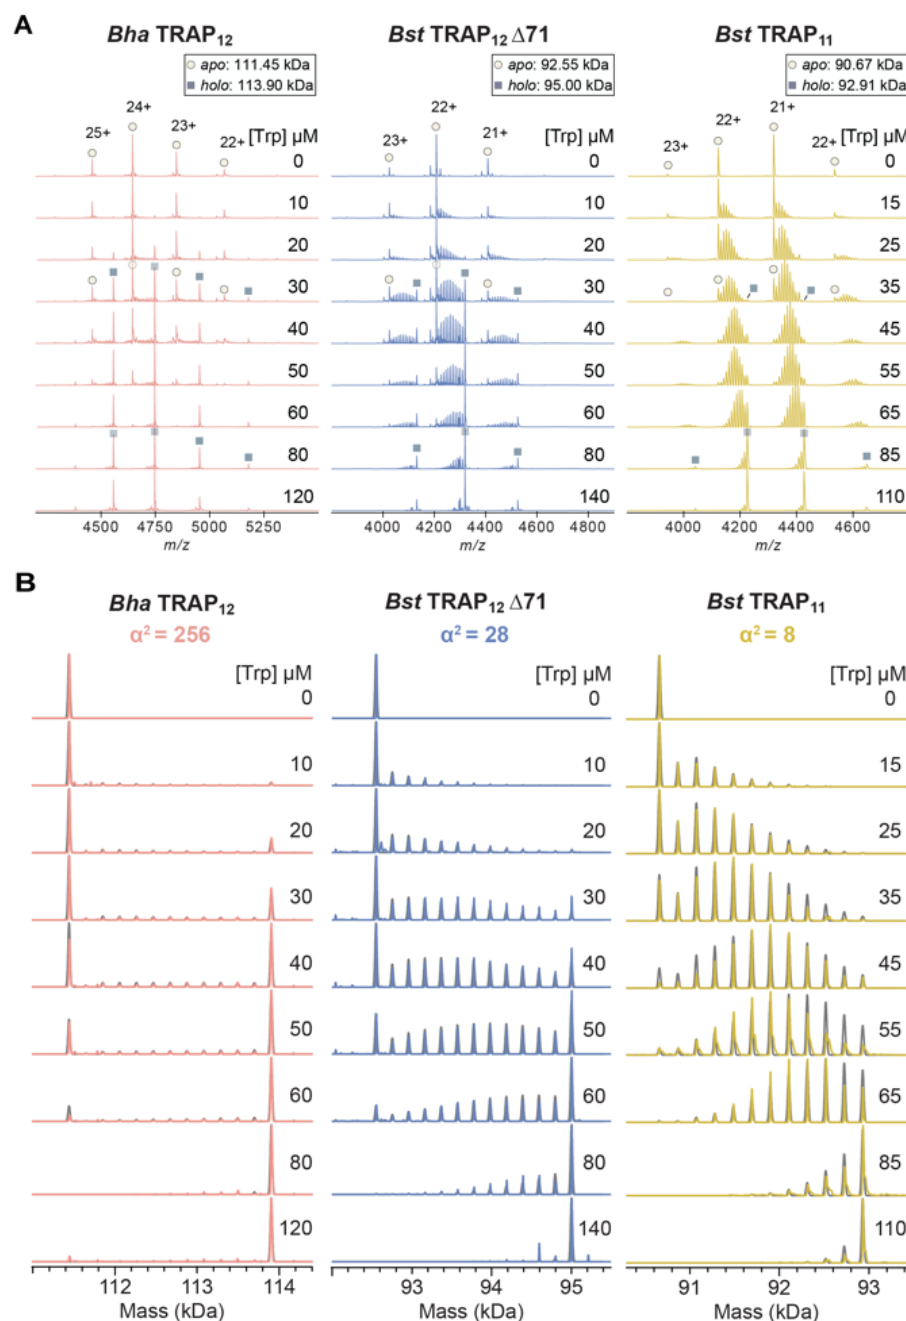 A
Bha TRAP12
Bst TRAP12 Δ71
Bst TRAP11
apo: 111.45 kDa
holo: 113.90 kDa
apo: 92.55 kDa
holo: 95.00 kDa
apo: 90.67 kDa
holo: 92.91 kDa
25+ 24+ 23+ 22+ [Trp] µM
23+ 22+ 21+ [Trp] µM
23+ 22+ 21+ 22+ [Trp] µM
0 0 0
10 10 15
20 20 25
30 30 35
40 40 45
50 50 55
60 60 65
80 80 85
120 140 110
4500 4750 5000 5250
4000 4200 4400 4600 4800
4000 4200 4400 4600
m/z m/z m/z
B
Bha TRAP12
Bst TRAP12 Δ71
Bst TRAP11
α² = 256
α² = 28
α² = 8
[Trp] µM [Trp] µM [Trp] µM
0 0 0
10 10 15
20 20 25
30 30 35
40 40 45
50 50 55
60 60 65
80 80 85
120 140 110
112 113 114
93 94 95
91 92 93
Mass (kDa) Mass (kDa) Mass (kDa)